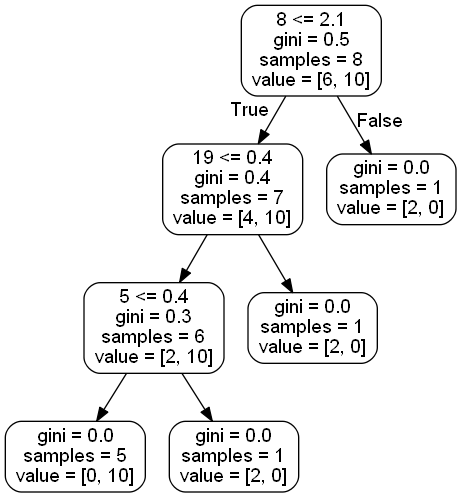 8 <= 2.1
gini = 0.5
samples = 8
value = [6, 10]
True
False
19 <= 0.4
gini = 0.4
samples = 7
value = [4, 10]
gini = 0.0
samples = 1
value = [2, 0]
5 <= 0.4
gini = 0.3
samples = 6
value = [2, 10]
gini = 0.0
samples = 1
value = [2, 0]
gini = 0.0
samples = 5
value = [0, 10]
gini = 0.0
samples = 1
value = [2, 0]